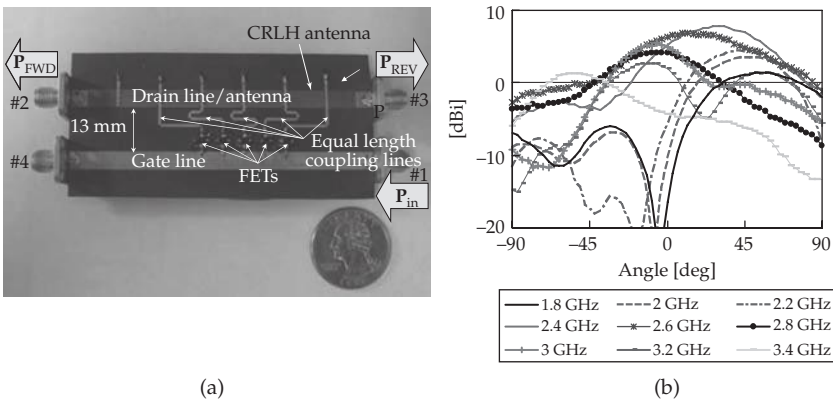 CRLH antenna
P_FWD
P_REV
#2
Drain line/antenna
P
#3
13 mm
Equal length
coupling lines
Gate line
#4
FETs
#1
P_in
(a)
10
0
−10
−20
[dBi]
−90
−45
0
45
90
Angle [deg]
1.8 GHz
2 GHz
2.2 GHz
2.4 GHz
2.6 GHz
2.8 GHz
3 GHz
3.2 GHz
3.4 GHz
(b)